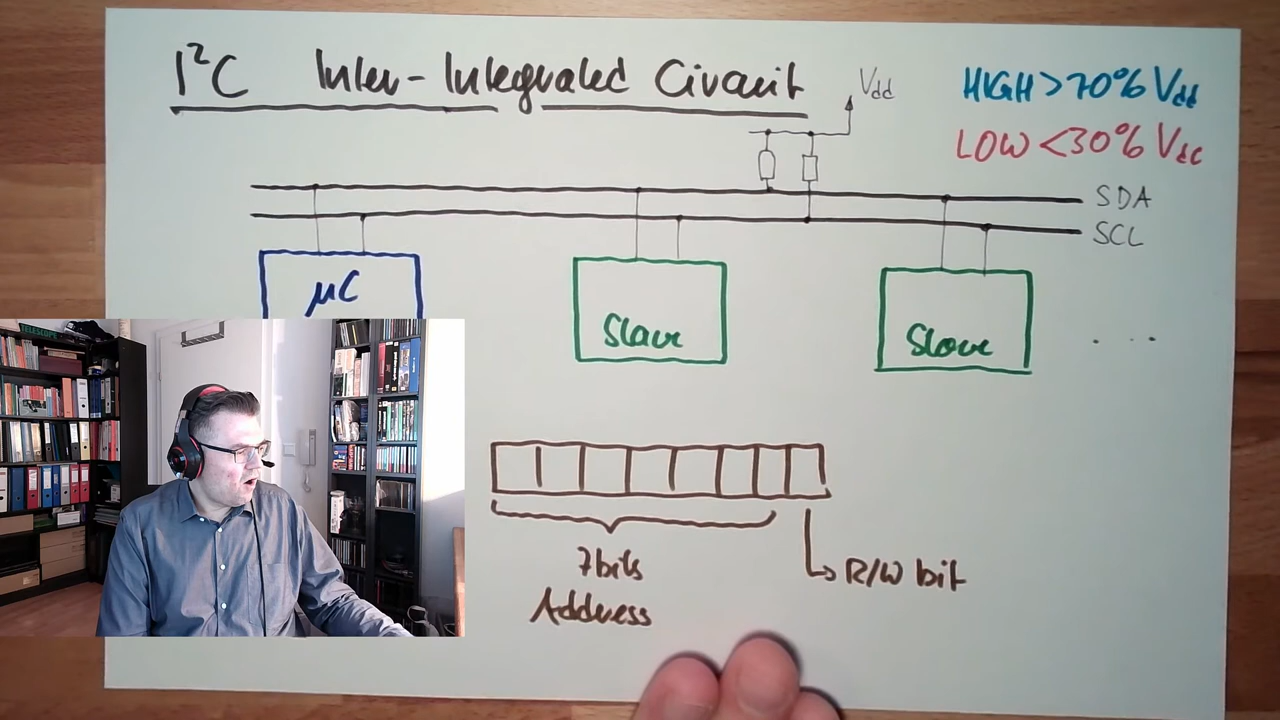 I²C Inter-Integrated Circuit
Vdd
HIGH > 70% Vdd
LOW < 30% Vdd
SDA
SCL
µC
Slave
Slave
. . .
7bits
Address
R/W bit
TELESCOPE